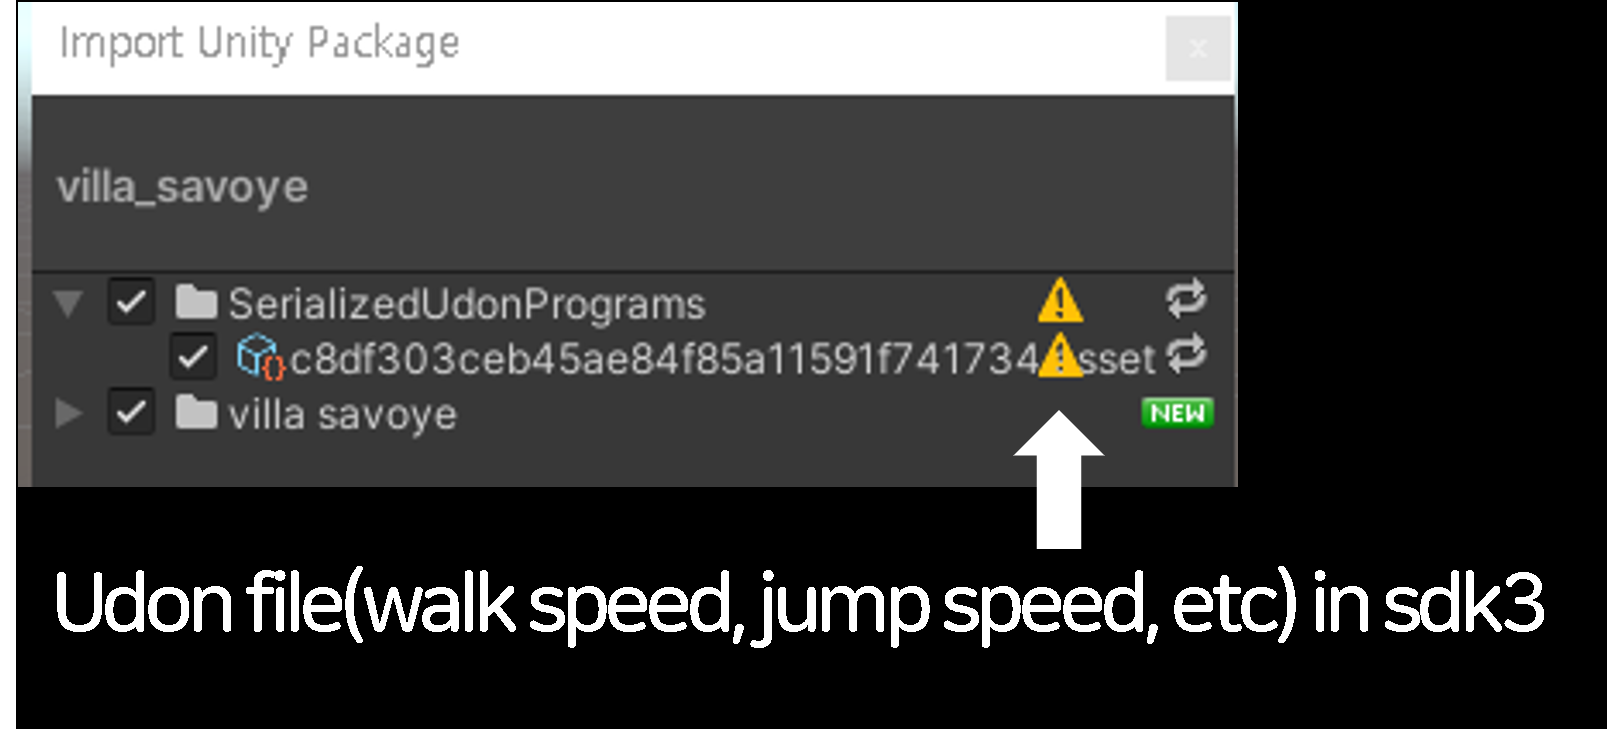 Import Unity Package
x
villa_savoye
SerializedUdonPrograms
c8df303ceb45ae84f85a11591f741734 sset
villa savoye NEW
Udon file(walk speed, jump speed, etc) in sdk3